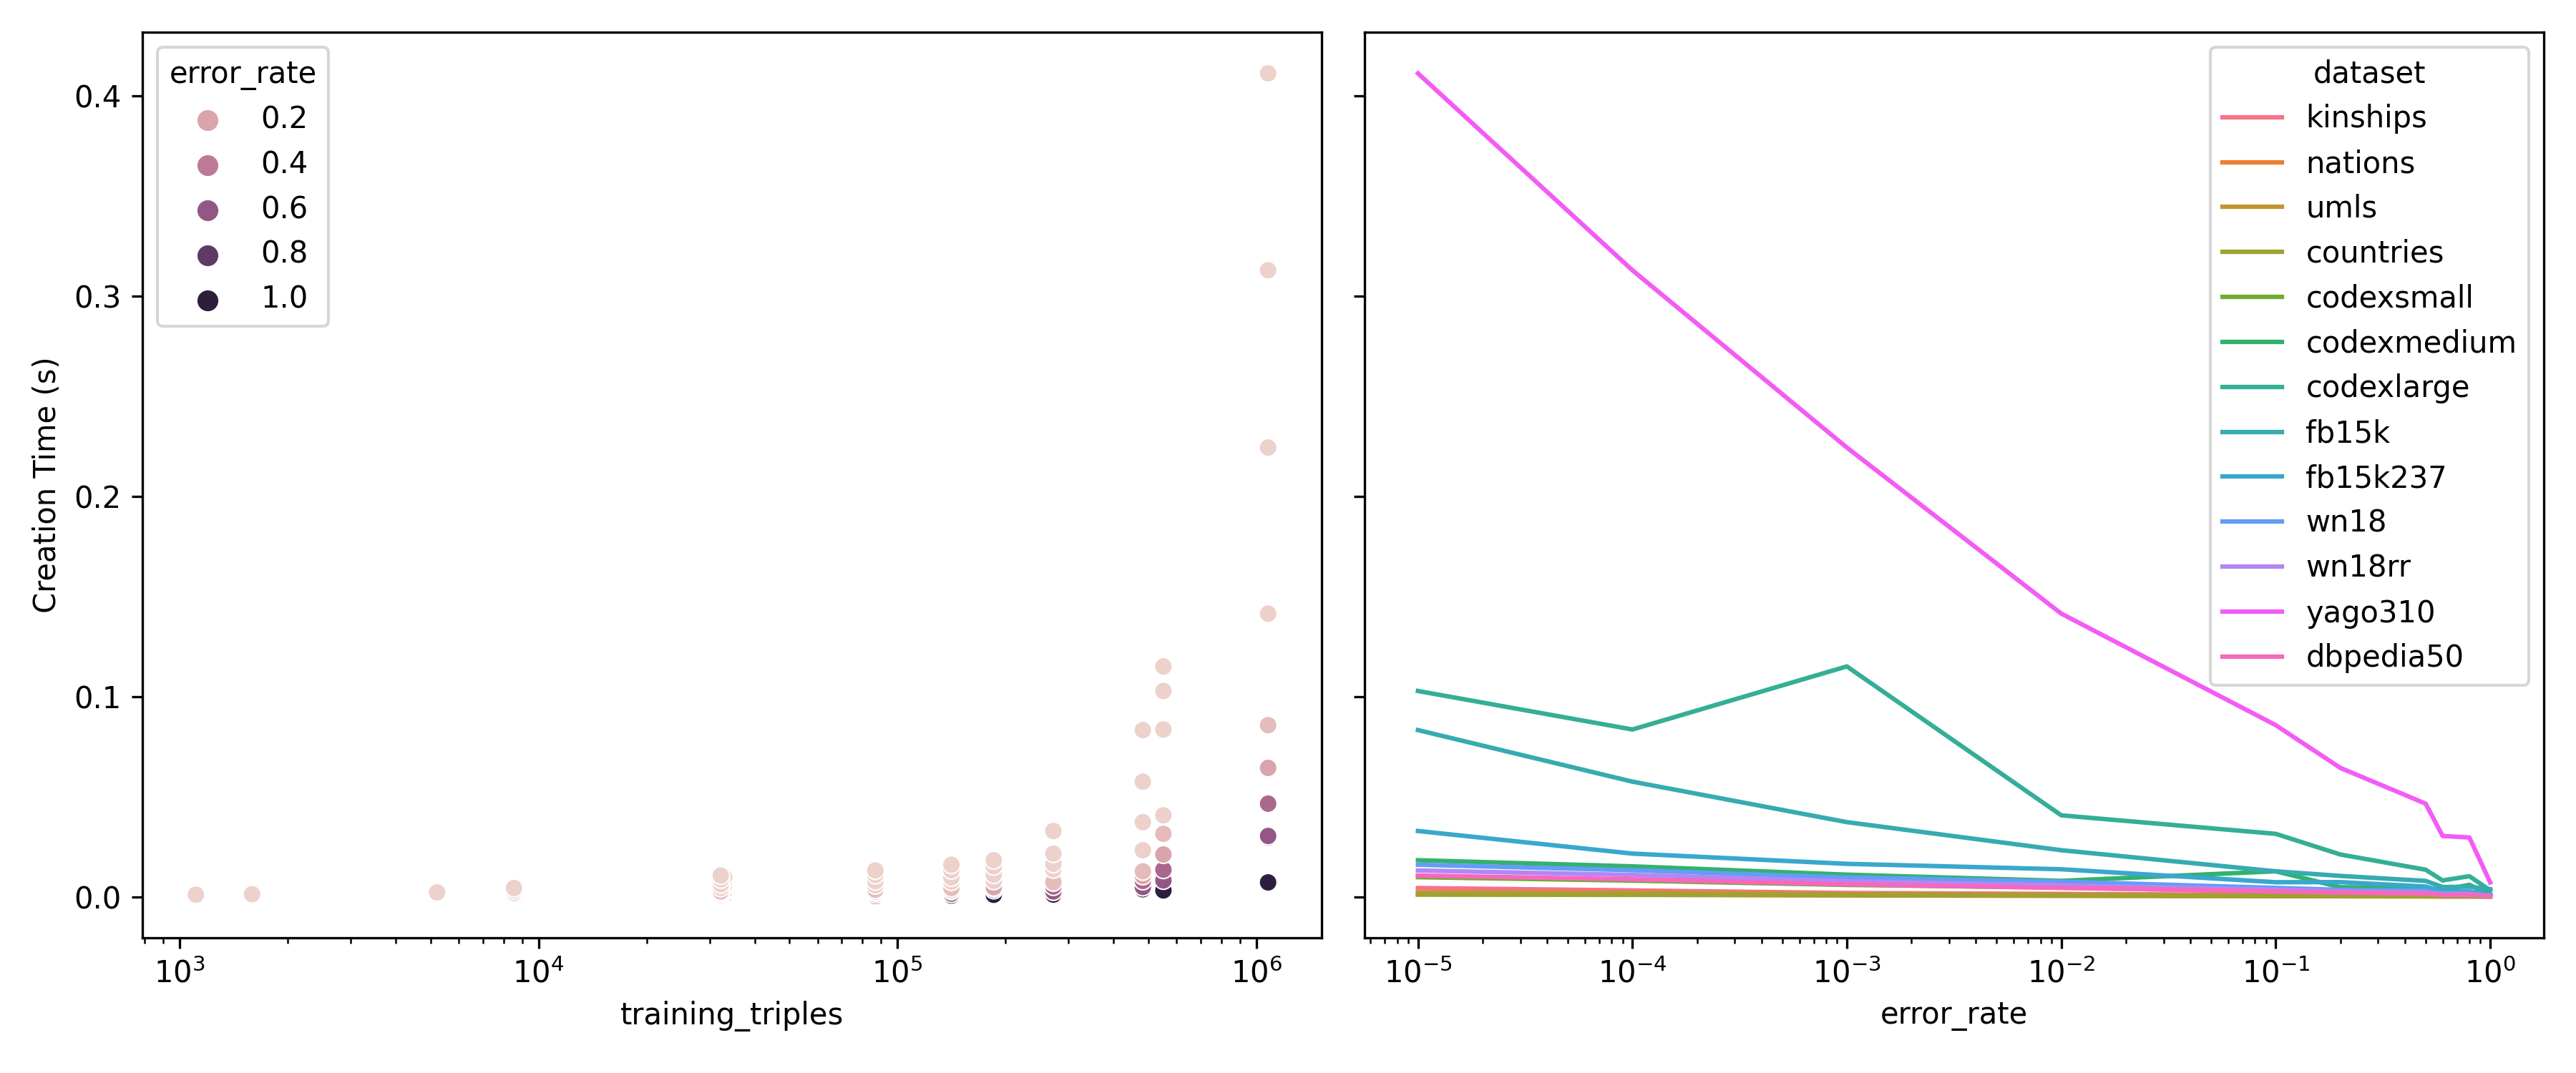 error_rate
0.2
0.4
0.6
0.8
1.0
0.4
0.3
0.2
0.1
0.0
Creation Time (s)
10³
10⁴
10⁵
10⁶
training_triples
dataset
kinships
nations
umls
countries
codexsmall
codexmedium
codexlarge
fb15k
fb15k237
wn18
wn18rr
yago310
dbpedia50
10⁻⁵
10⁻⁴
10⁻³
10⁻²
10⁻¹
10⁰
error_rate